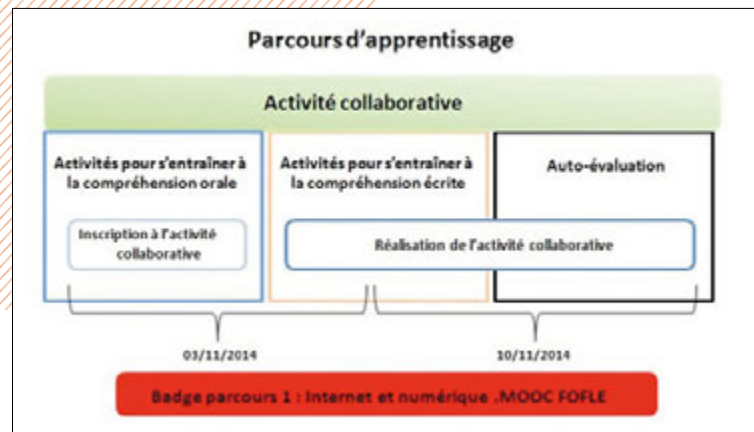 Parcours d'apprentissage
Activité collaborative
Activités pour s'entraîner à
la compréhension orale
Activités pour s'entraîner à
la compréhension écrite
Auto-évaluation
Inscription à l'activité
collaborative
Réalisation de l'activité collaborative
03/11/2014
10/11/2014
Badge parcours 1 : Internet et numérique .MOOC FOFLE